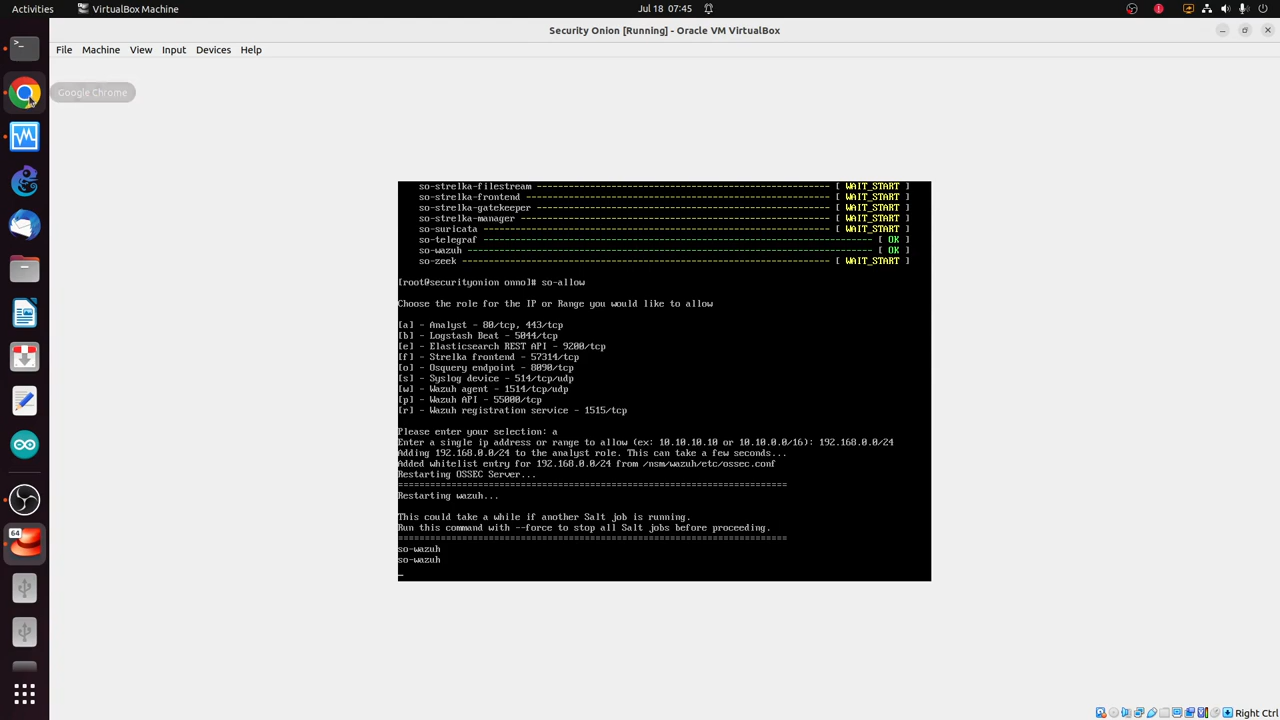 Activities
VirtualBox Machine
Jul 18 07:45
Security Onion [Running] - Oracle VM VirtualBox
File Machine View Input Devices Help
Google Chrome
so-strelka-filestream ------------------------------------------------------- [ WAIT_START ]
so-strelka-frontend --------------------------------------------------------- [ WAIT_START ]
so-strelka-gatekeeper ------------------------------------------------------- [ WAIT_START ]
so-strelka-manager ---------------------------------------------------------- [ WAIT_START ]
so-suricata ----------------------------------------------------------------- [ WAIT_START ]
so-telegraf ------------------------------------------------------------------------- [ OK ]
so-wazuh ---------------------------------------------------------------------------- [ OK ]
so-zeek --------------------------------------------------------------------- [ WAIT_START ]
[root@securityonion onno]# so-allow
Choose the role for the IP or Range you would like to allow
[a] - Analyst - 80/tcp, 443/tcp
[b] - Logstash Beat - 5044/tcp
[e] - Elasticsearch REST API - 9200/tcp
[f] - Strelka frontend - 57314/tcp
[o] - Osquery endpoint - 8090/tcp
[s] - Syslog device - 514/tcp/udp
[w] - Wazuh agent - 1514/tcp/udp
[p] - Wazuh API - 55000/tcp
[r] - Wazuh registration service - 1515/tcp
Please enter your selection: a
Enter a single ip address or range to allow (ex: 10.10.10.10 or 10.10.0.0/16): 192.168.0.0/24
Adding 192.168.0.0/24 to the analyst role. This can take a few seconds...
Added whitelist entry for 192.168.0.0/24 from /nsm/wazuh/etc/ossec.conf
Restarting OSSEC Server...
=========================================================================
Restarting wazuh...
This could take a while if another Salt job is running.
Run this command with --force to stop all Salt jobs before proceeding.
=========================================================================
so-wazuh
so-wazuh
_
64
Right Ctrl